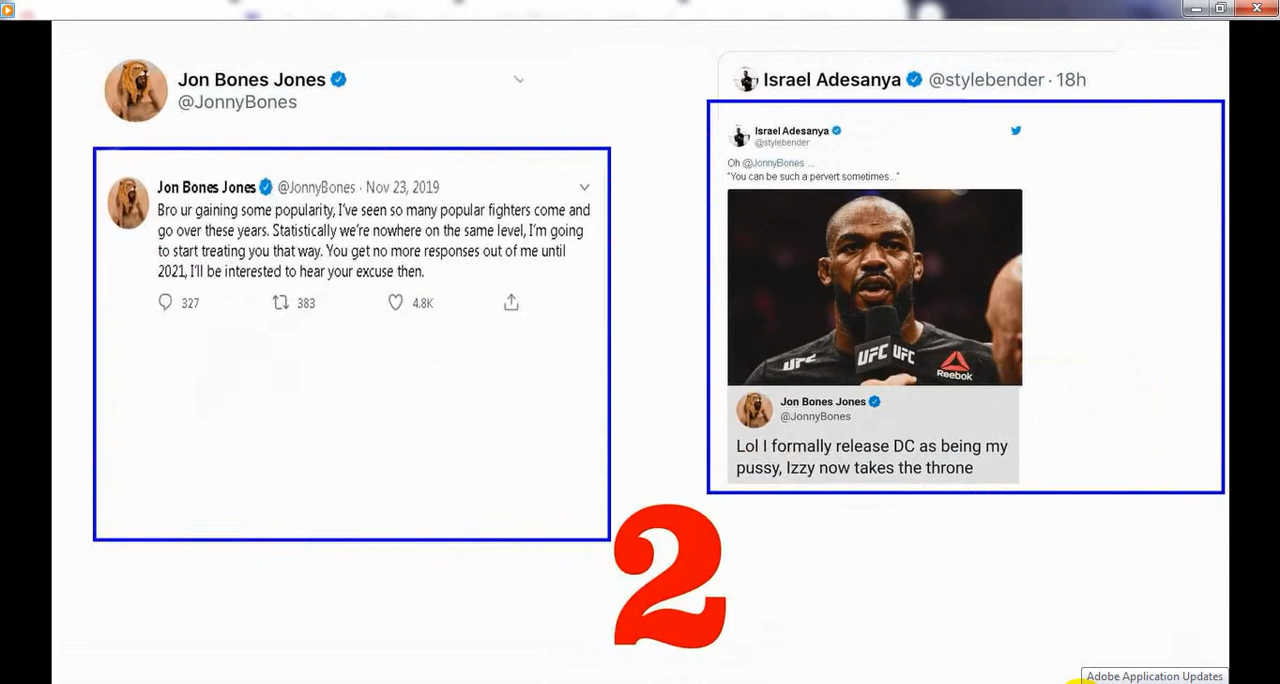 Jon Bones Jones
@JonnyBones
Jon Bones Jones @JonnyBones · Nov 23, 2019
Bro ur gaining some popularity, I've seen so many popular fighters come and
go over these years. Statistically we're nowhere on the same level, I'm going
to start treating you that way. You get no more responses out of me until
2021, I'll be interested to hear your excuse then.
327 383 4.8K
Israel Adesanya @stylebender · 18h
Israel Adesanya
@stylebender
Oh @JonnyBones ...
"You can be such a pervert sometimes..."
UFC UFC UFC
Reebok
Jon Bones Jones
@JonnyBones
Lol I formally release DC as being my
pussy, Izzy now takes the throne
2
Adobe Application Updates